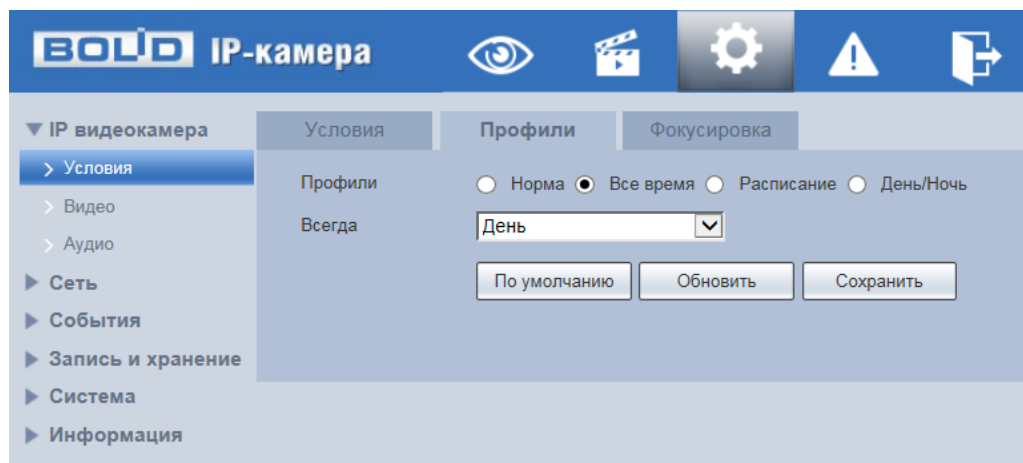 BOLID IP-камера
IP видеокамера
Условия
Видео
Аудио
Сеть
События
Запись и хранение
Система
Информация
Условия Профили Фокусировка
Профили Норма Все время Расписание День/Ночь
Всегда День
По умолчанию Обновить Сохранить